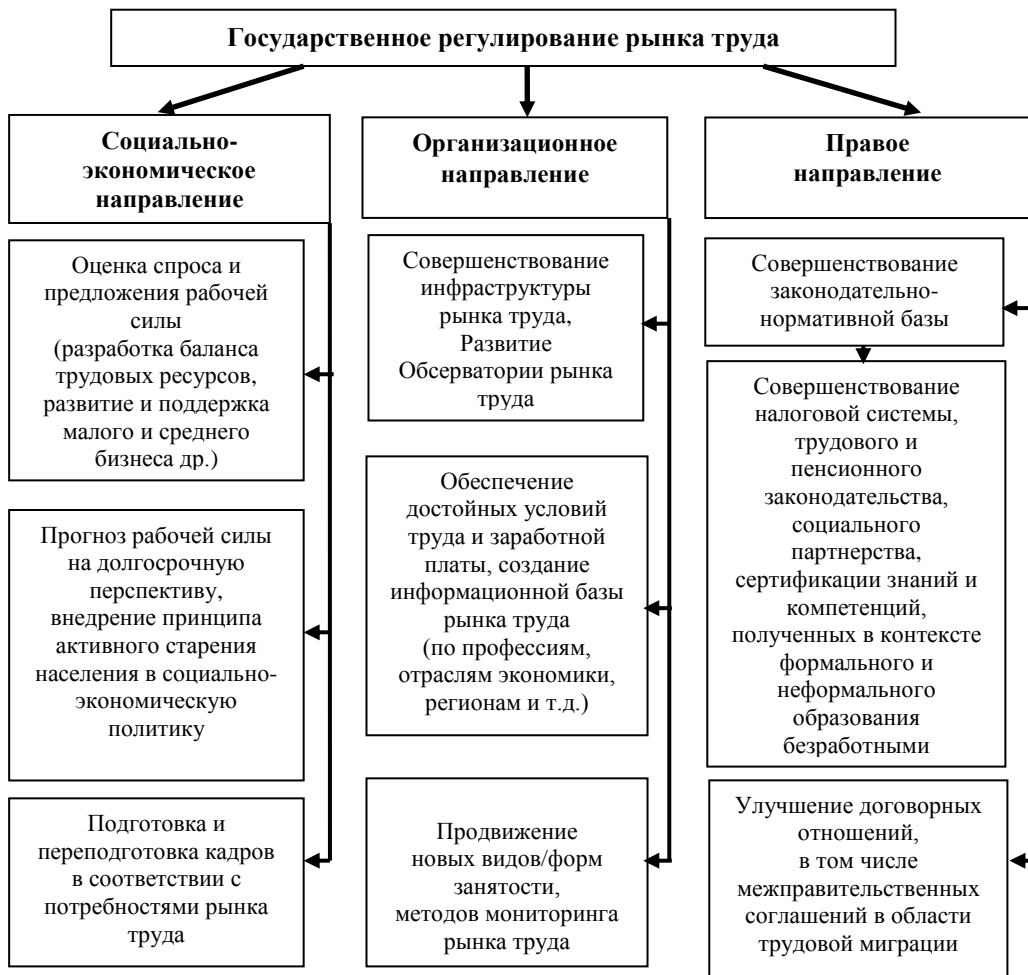 Государственное регулирование рынка труда
Социально-
экономическое
направление
Оценка спроса и
предложения рабочей
силы
(разработка баланса
трудовых ресурсов,
развитие и поддержка
малого и среднего
бизнеса др.)
Прогноз рабочей силы
на долгосрочную
перспективу,
внедрение принципа
активного старения
населения в социально-
экономическую
политику
Подготовка и
переподготовка кадров
в соответствии с
потребностями рынка
труда
Организационное
направление
Совершенствование
инфраструктуры
рынка труда,
Развитие
Обсерватории рынка
труда
Обеспечение
достойных условий
труда и заработной
платы, создание
информационной базы
рынка труда
(по профессиям,
отраслям экономики,
регионам и т.д.)
Продвижение
новых видов/форм
занятости,
методов мониторинга
рынка труда
Правое
направление
Совершенствование
законодательно-
нормативной базы
Совершенствование
налоговой системы,
трудового и
пенсионного
законодательства,
социального
партнерства,
сертификации знаний и
компетенций,
полученных в контексте
формального и
неформального
образования
безработными
Улучшение договорных
отношений,
в том числе
межправительственных
соглашений в области
трудовой миграции